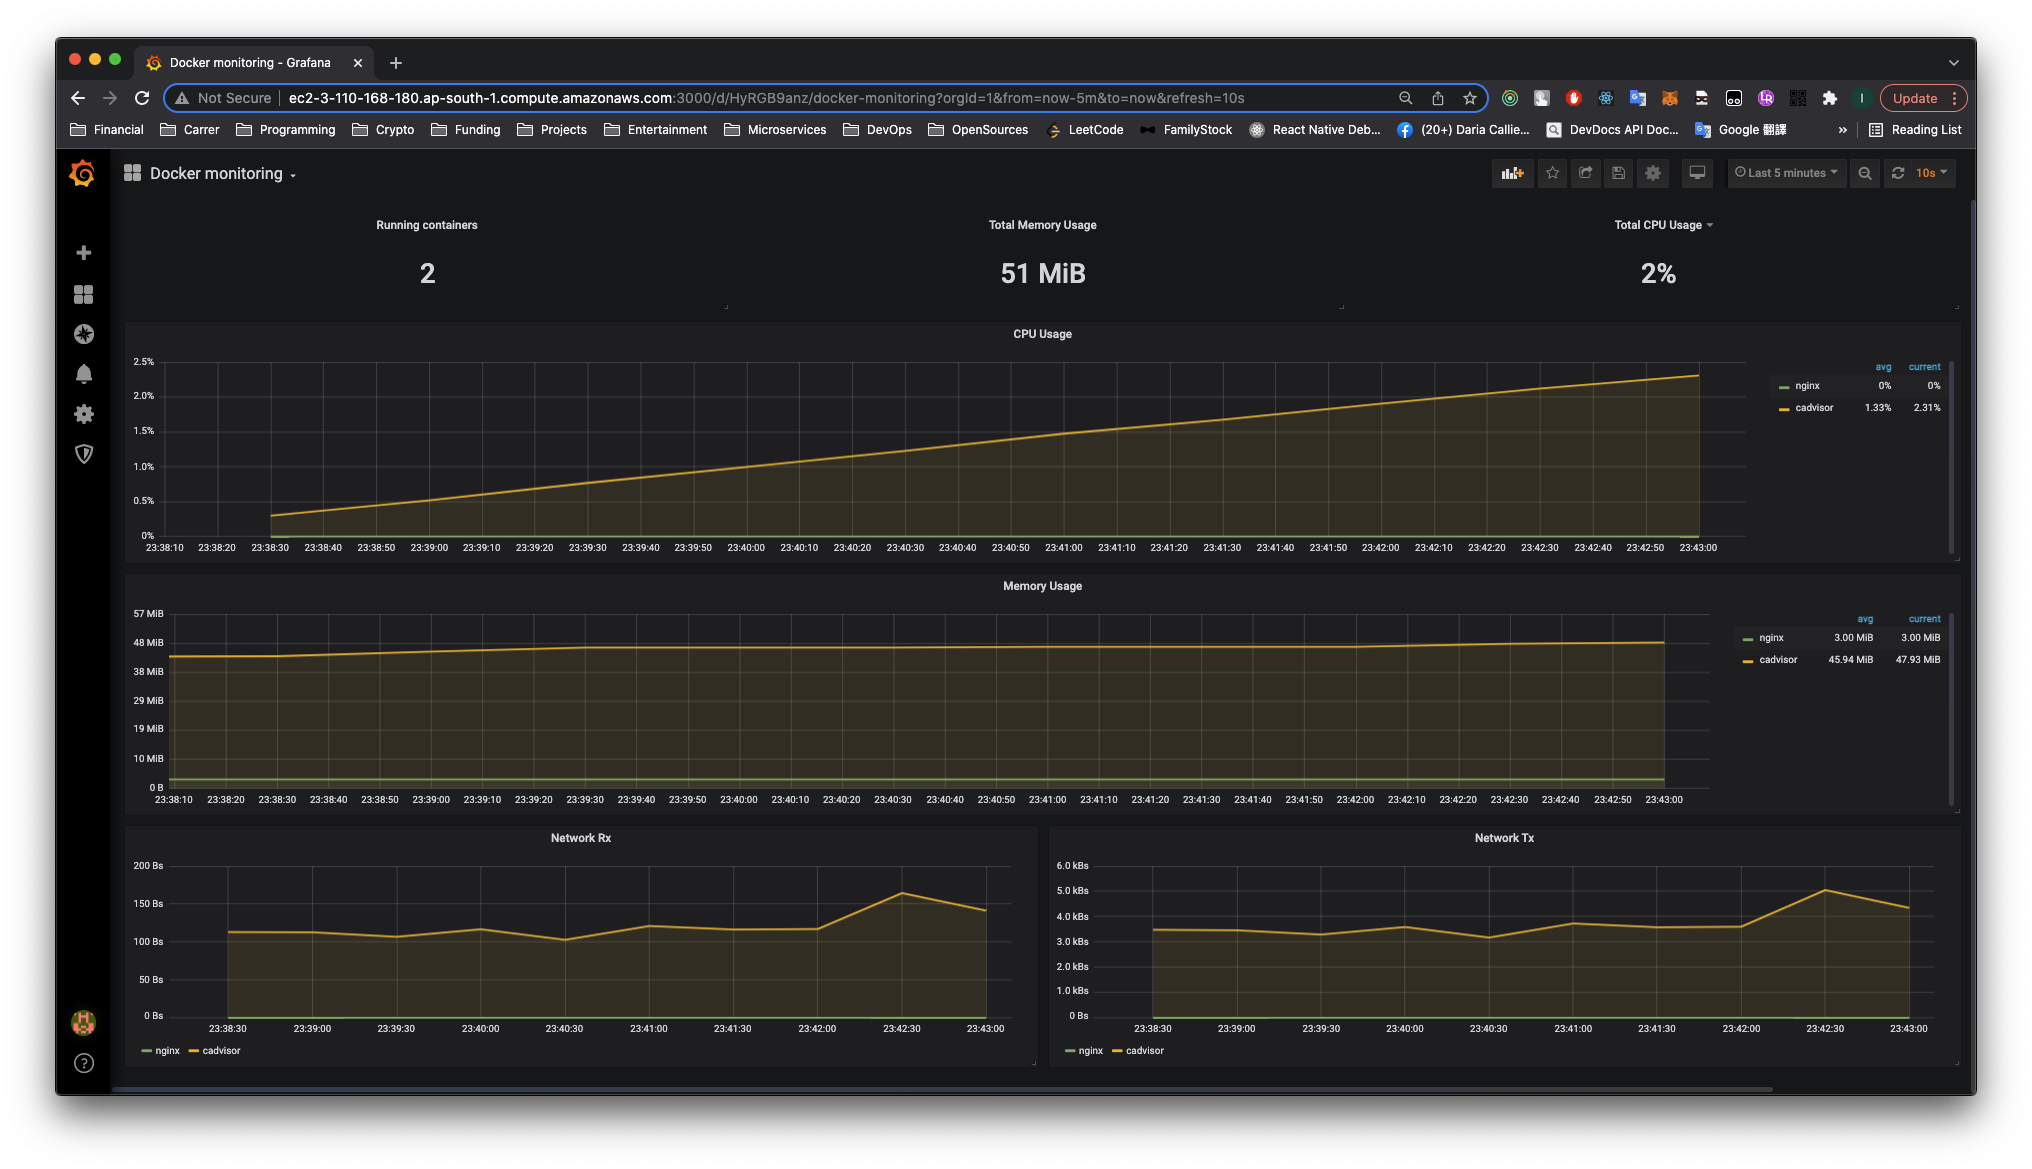 Docker monitoring - Grafana
Not Secure ec2-3-110-168-180.ap-south-1.compute.amazonaws.com:3000/d/HyRGB9anz/docker-monitoring?orgId=1&from=now-5m&to=now&refresh=10s Update
Financial Carrer Programming Crypto Funding Projects Entertainment Microservices DevOps OpenSources LeetCode FamilyStock React Native Deb... (20+) Daria Callie... DevDocs API Doc... Google 翻譯 » Reading List
Docker monitoring Last 5 minutes 10s
Running containers
2
Total Memory Usage
51 MiB
Total CPU Usage
2%
CPU Usage
2.5%
2.0%
1.5%
1.0%
0.5%
0%
23:38:10 23:38:20 23:38:30 23:38:40 23:38:50 23:39:00 23:39:10 23:39:20 23:39:30 23:39:40 23:39:50 23:40:00 23:40:10 23:40:20 23:40:30 23:40:40 23:40:50 23:41:00 23:41:10 23:41:20 23:41:30 23:41:40 23:41:50 23:42:00 23:42:10 23:42:20 23:42:30 23:42:40 23:42:50 23:43:00
avg current
nginx 0% 0%
cadvisor 1.33% 2.31%
Memory Usage
57 MiB
48 MiB
38 MiB
29 MiB
19 MiB
10 MiB
0 B
23:38:10 23:38:20 23:38:30 23:38:40 23:38:50 23:39:00 23:39:10 23:39:20 23:39:30 23:39:40 23:39:50 23:40:00 23:40:10 23:40:20 23:40:30 23:40:40 23:40:50 23:41:00 23:41:10 23:41:20 23:41:30 23:41:40 23:41:50 23:42:00 23:42:10 23:42:20 23:42:30 23:42:40 23:42:50 23:43:00
avg current
nginx 3.00 MiB 3.00 MiB
cadvisor 45.94 MiB 47.93 MiB
Network Rx
200 Bs
150 Bs
100 Bs
50 Bs
0 Bs
23:38:30 23:39:00 23:39:30 23:40:00 23:40:30 23:41:00 23:41:30 23:42:00 23:42:30 23:43:00
nginx cadvisor
Network Tx
6.0 kBs
5.0 kBs
4.0 kBs
3.0 kBs
2.0 kBs
1.0 kBs
0 Bs
23:38:30 23:39:00 23:39:30 23:40:00 23:40:30 23:41:00 23:41:30 23:42:00 23:42:30 23:43:00
nginx cadvisor